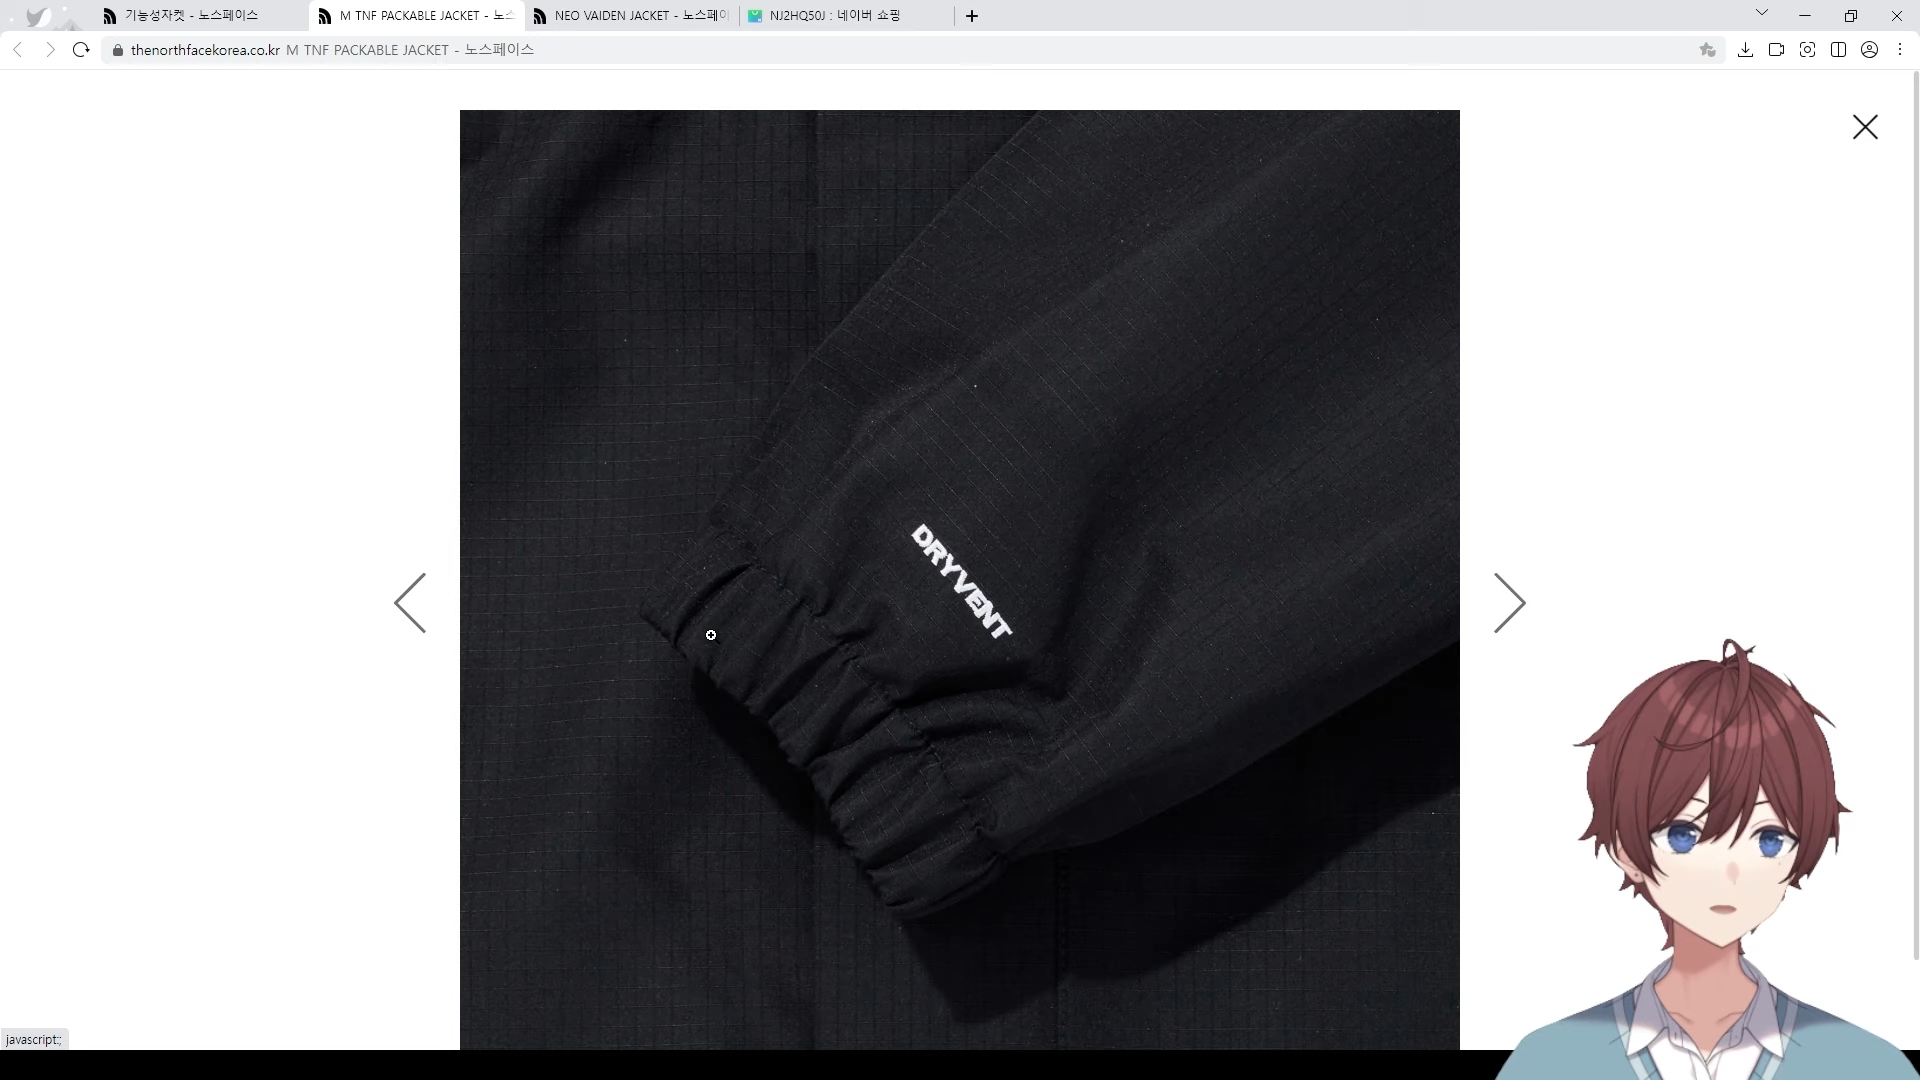 기능성자켓 - 노스페이스
M TNF PACKABLE JACKET - 노스
NEO VAIDEN JACKET - 노스페이
NJ2HQ50J : 네이버 쇼핑
thenorthfacekorea.co.kr M TNF PACKABLE JACKET - 노스페이스
DRYVENT
javascript:;